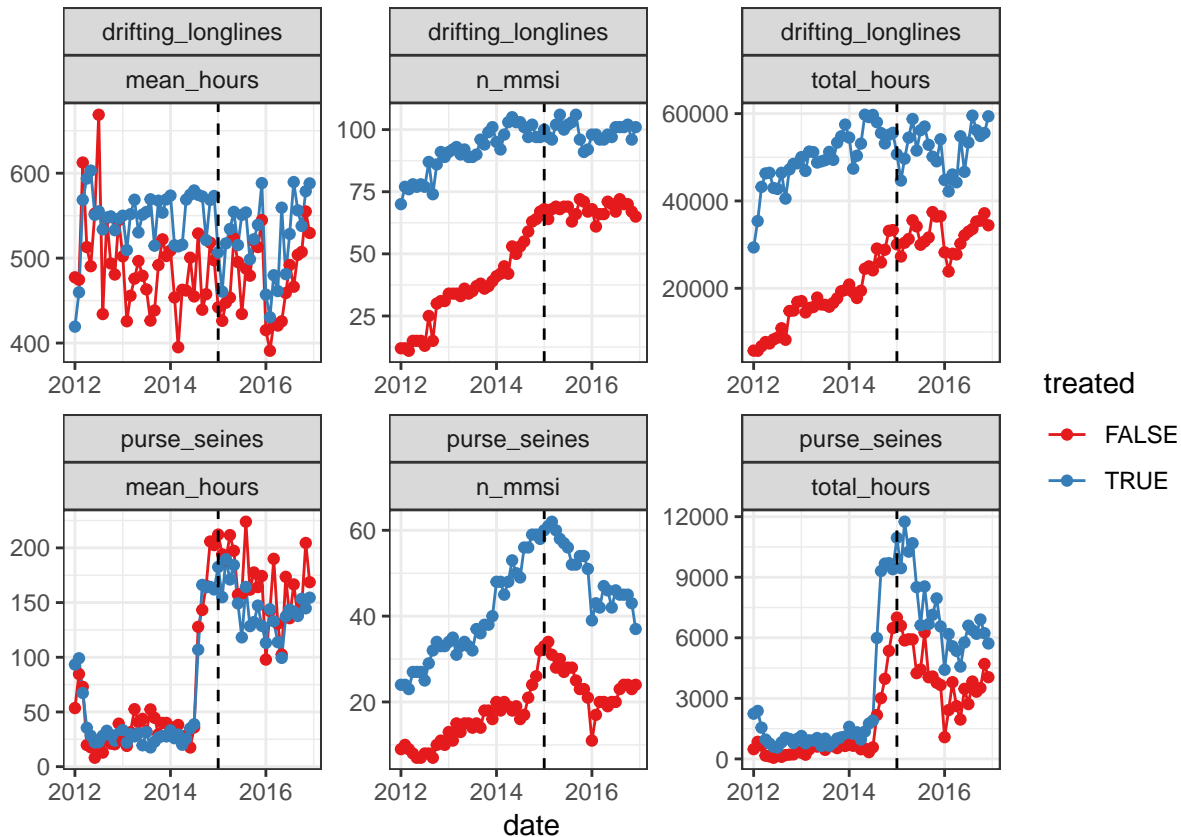 drifting_longlines
mean_hours
600
500
400
2012
2014
2016
drifting_longlines
n_mmsi
100
75
50
25
2012
2014
2016
drifting_longlines
total_hours
60000
40000
20000
2012
2014
2016
purse_seines
mean_hours
200
150
100
50
0
2012
2014
2016
purse_seines
n_mmsi
60
40
20
2012
2014
2016
purse_seines
total_hours
12000
9000
6000
3000
0
2012
2014
2016
date
treated
FALSE
TRUE